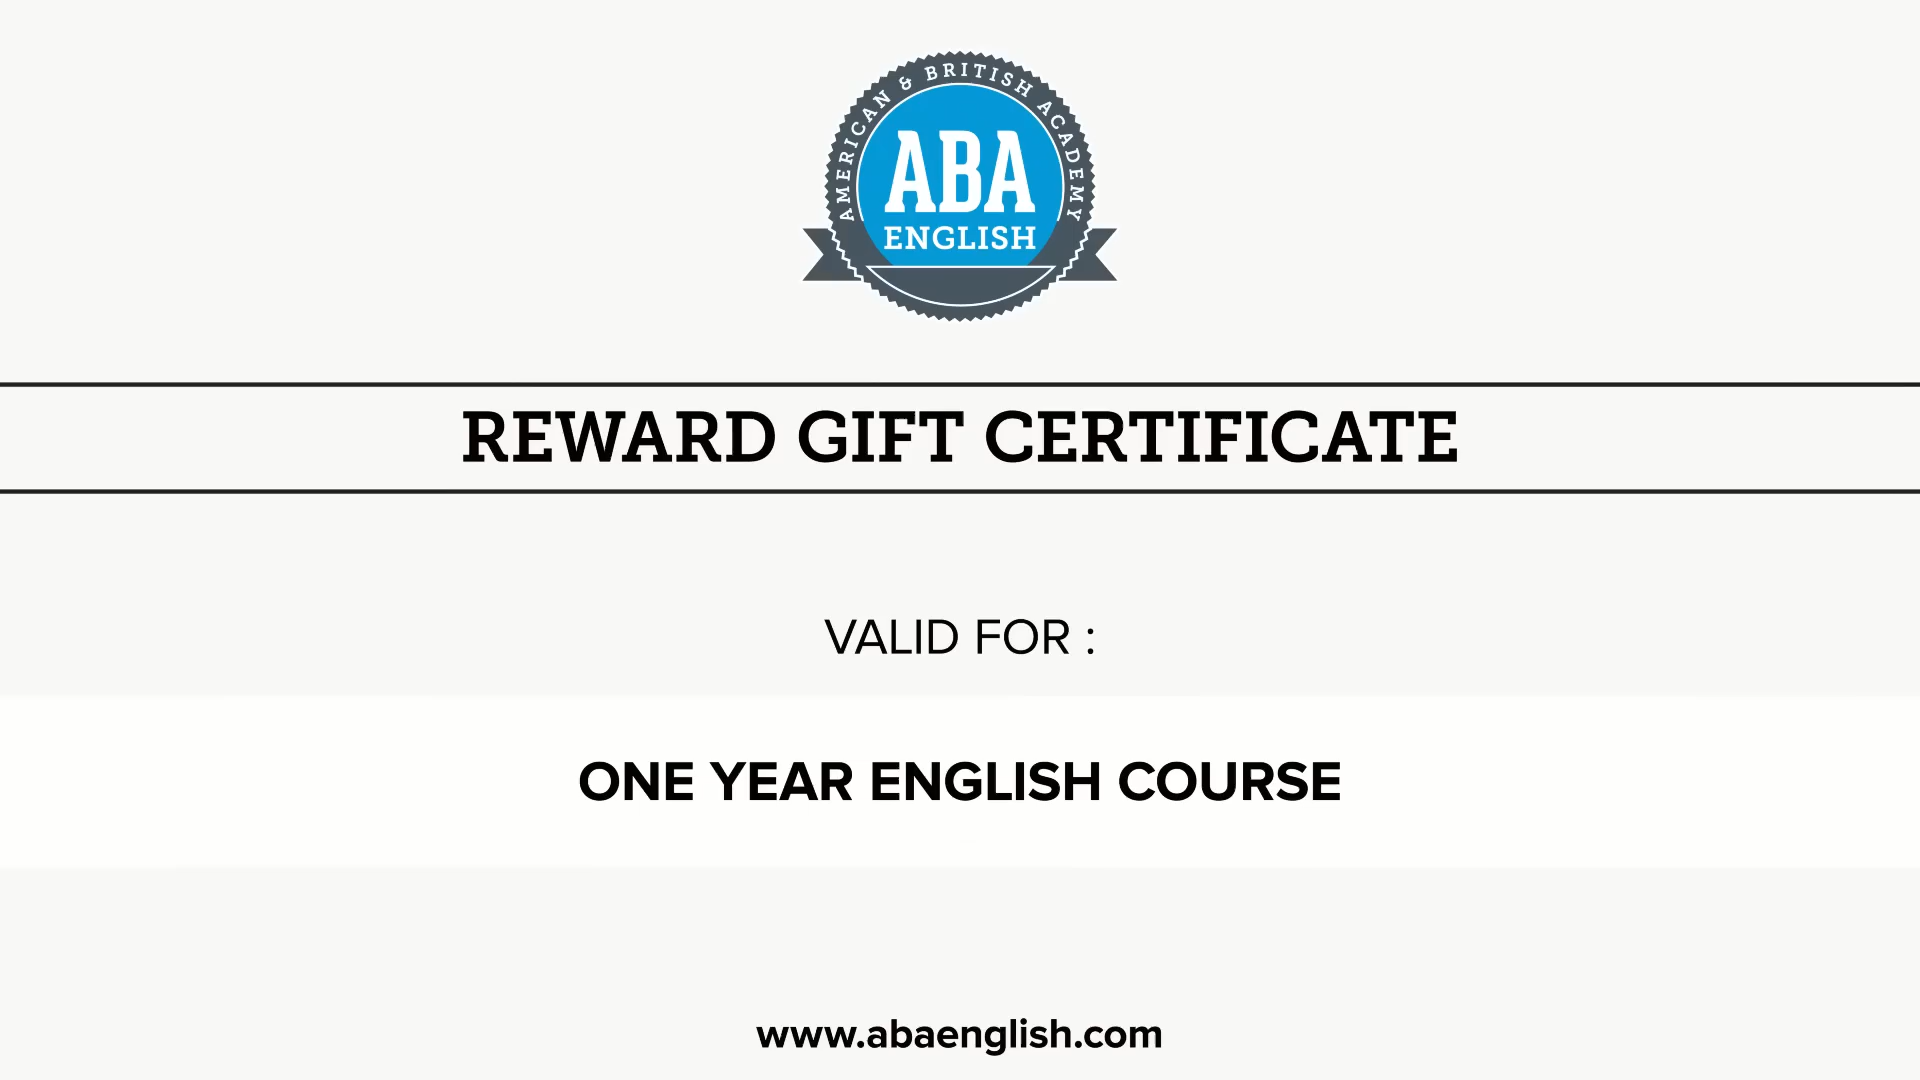 AMERICAN & BRITISH ACADEMY
ABA
ENGLISH
REWARD GIFT CERTIFICATE
VALID FOR :
ONE YEAR ENGLISH COURSE
www.abaenglish.com